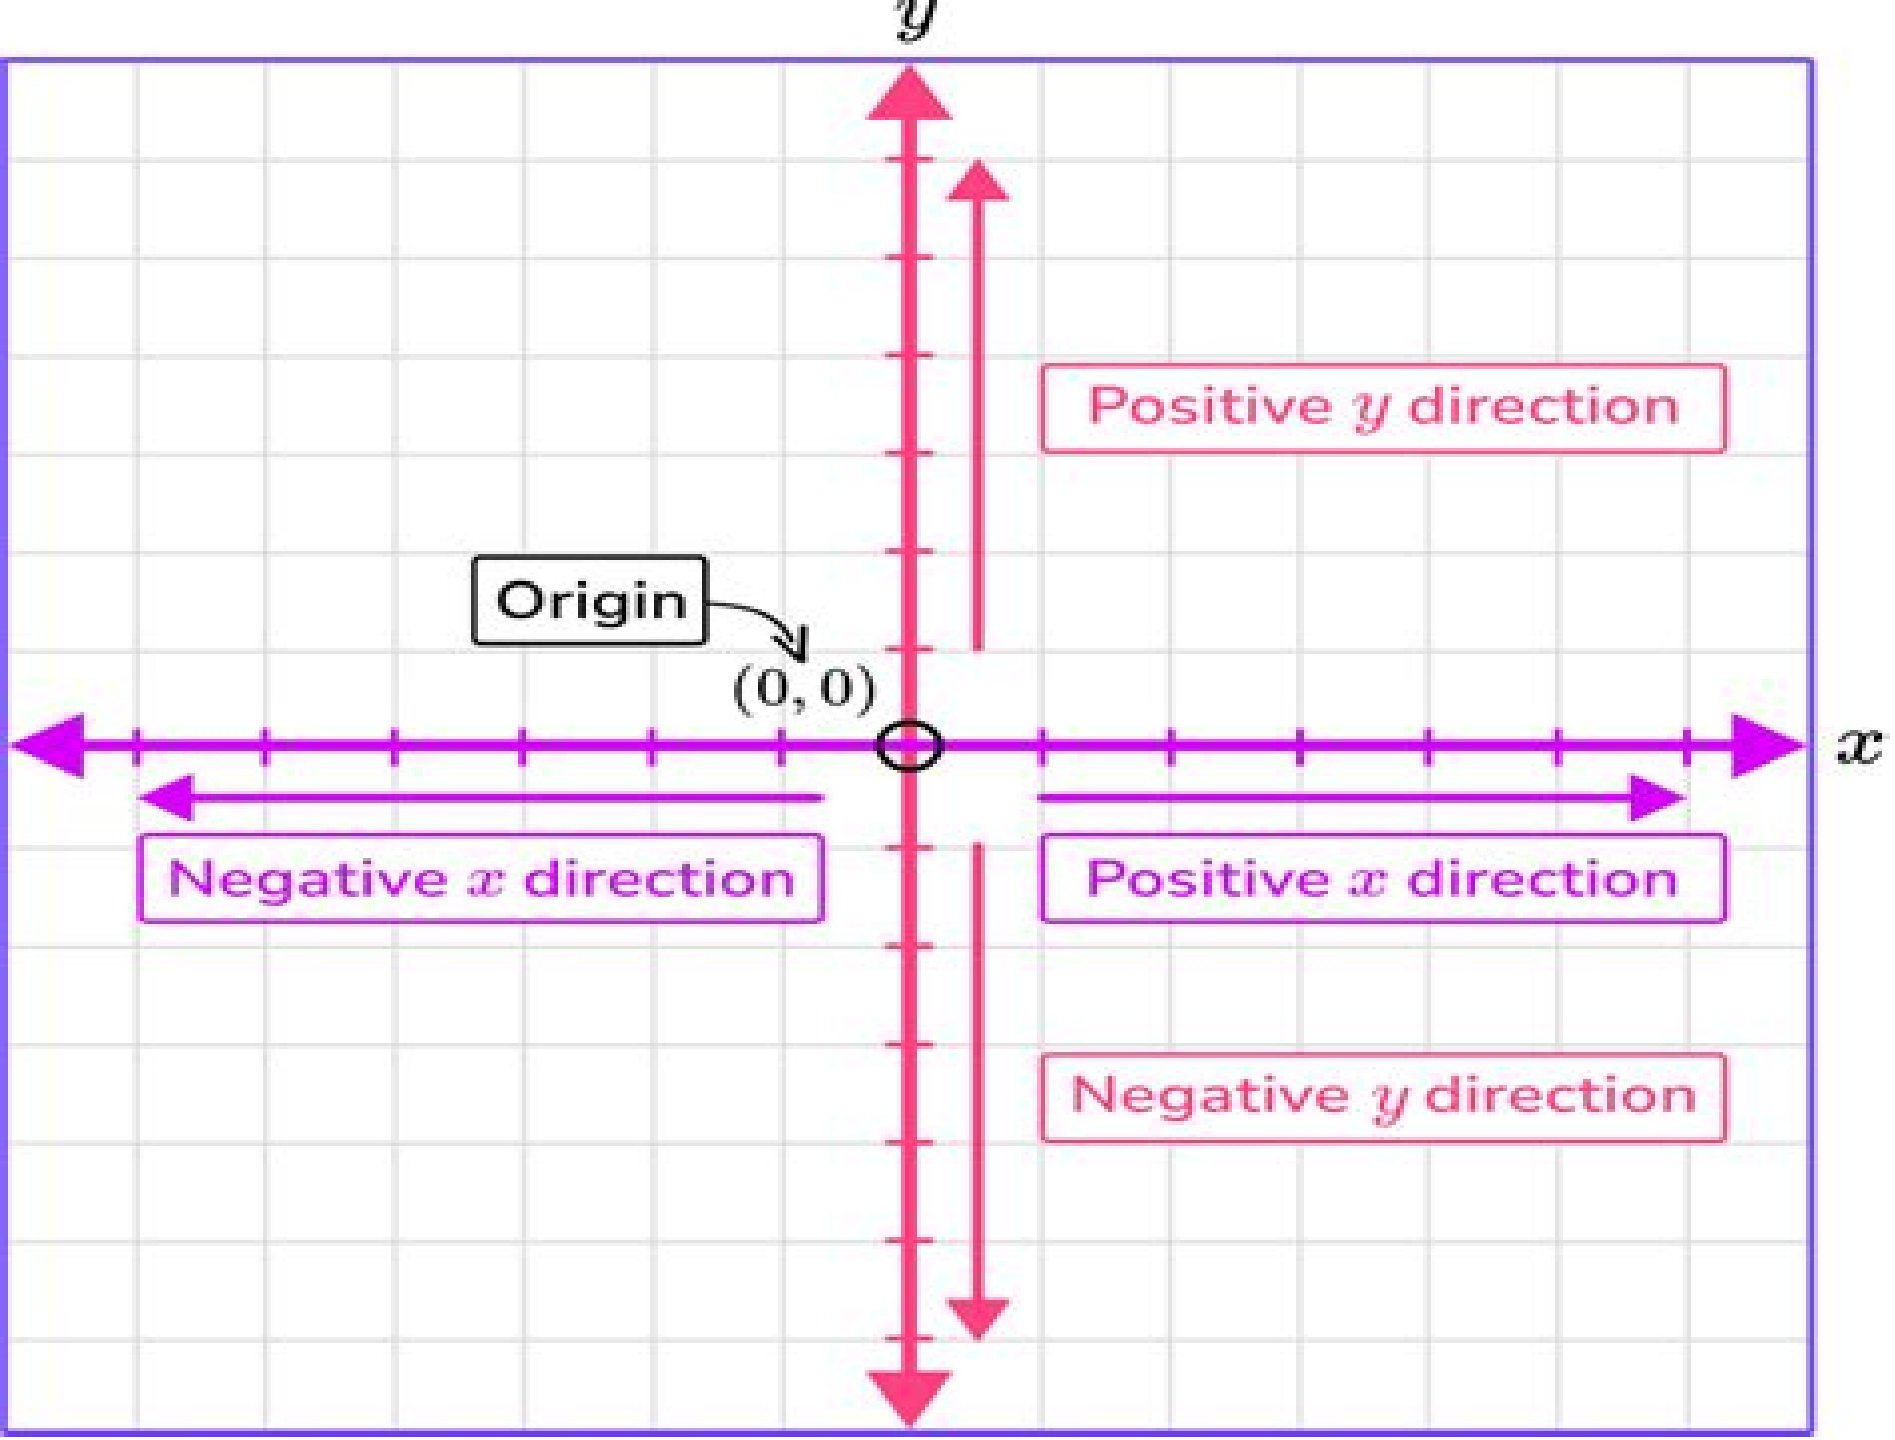 y
Positive y direction
Origin
(0, 0)
x
Negative x direction
Positive x direction
Negative y direction